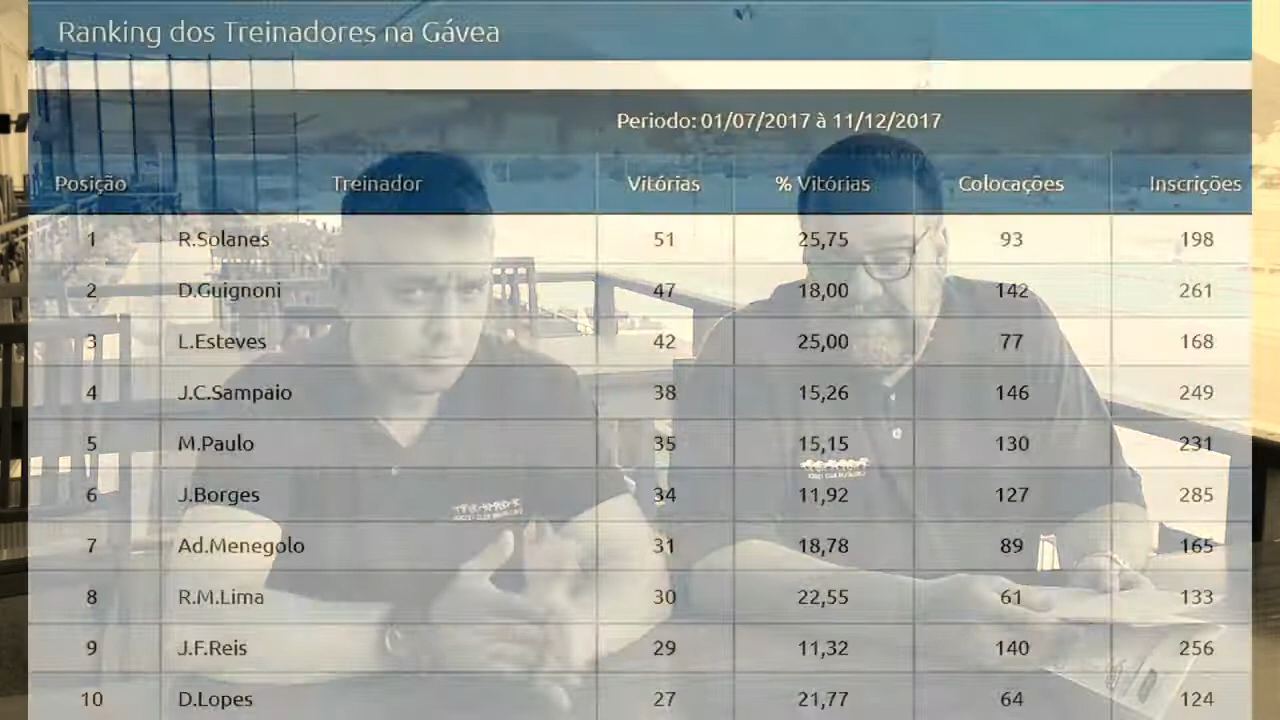 Ranking dos Treinadores na Gávea
Periodo: 01/07/2017 à 11/12/2017
Posição Treinador Vitórias % Vitórias Colocações Inscrições
1 R.Solanes 51 25,75 93 198
2 D.Guignoni 47 18,00 142 261
3 L.Esteves 42 25,00 77 168
4 J.C.Sampaio 38 15,26 146 249
5 M.Paulo 35 15,15 130 231
6 J.Borges 34 11,92 127 285
7 Ad.Menegolo 31 18,78 89 165
8 R.M.Lima 30 22,55 61 133
9 J.F.Reis 29 11,32 140 256
10 D.Lopes 27 21,77 64 124